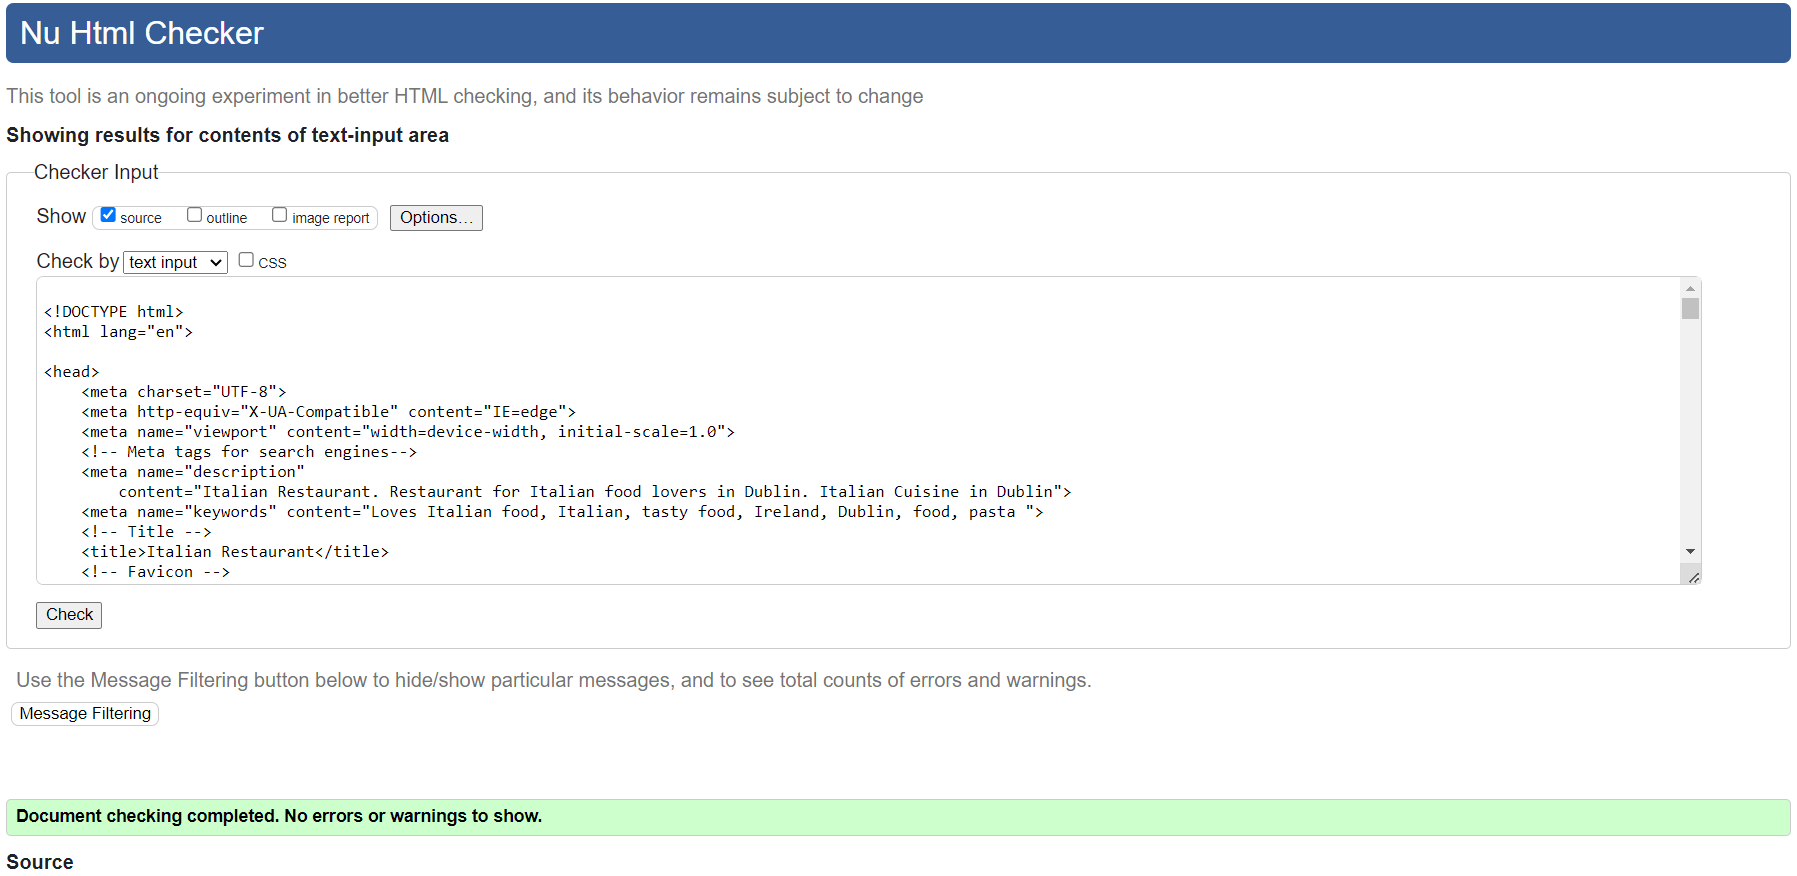 Nu Html Checker
This tool is an ongoing experiment in better HTML checking, and its behavior remains subject to change
Showing results for contents of text-input area
Checker Input
Show source outline image report Options...
Check by text input CSS
<!DOCTYPE html>
<html lang="en">
<head>
    <meta charset="UTF-8">
    <meta http-equiv="X-UA-Compatible" content="IE=edge">
    <meta name="viewport" content="width=device-width, initial-scale=1.0">
    <!-- Meta tags for search engines-->
    <meta name="description"
        content="Italian Restaurant. Restaurant for Italian food lovers in Dublin. Italian Cuisine in Dublin">
    <meta name="keywords" content="Loves Italian food, Italian, tasty food, Ireland, Dublin, food, pasta ">
    <!-- Title -->
    <title>Italian Restaurant</title>
    <!-- Favicon -->
Check
Use the Message Filtering button below to hide/show particular messages, and to see total counts of errors and warnings.
Message Filtering
Document checking completed. No errors or warnings to show.
Source